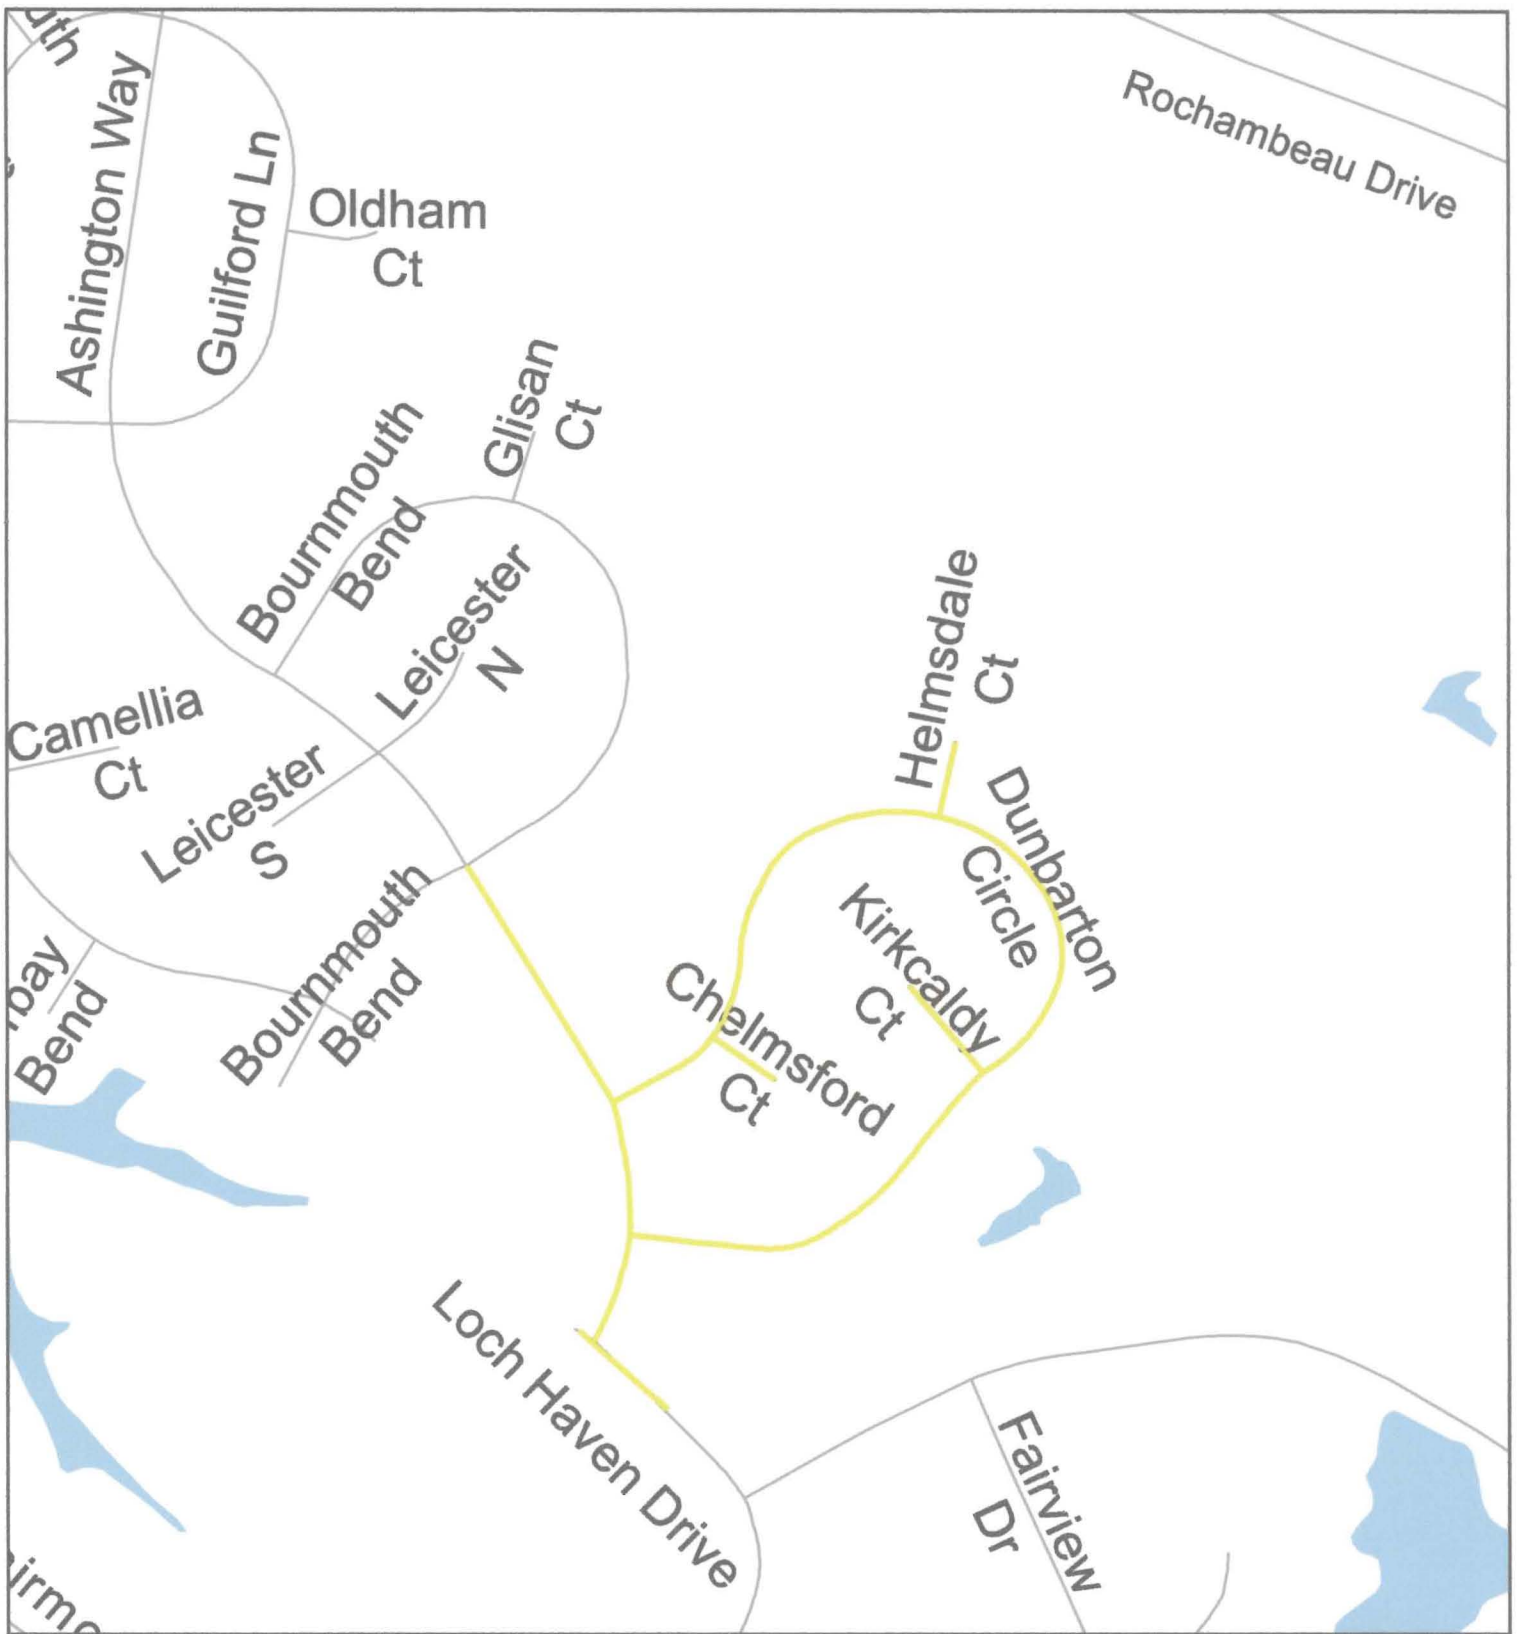 Rochambeau Drive
Ashington Way
Guilford Ln
Oldham
Ct
Glisan
Ct
Bournmouth
Bend
Leicester
N
Helmsdale
Ct
Camellia
Ct
Leicester
S
Dunbarton
Circle
Kirkcaldy
Ct
Chelmsford
Ct
Bournmouth
Bend
Bend
Loch Haven Drive
Fairview
Dr